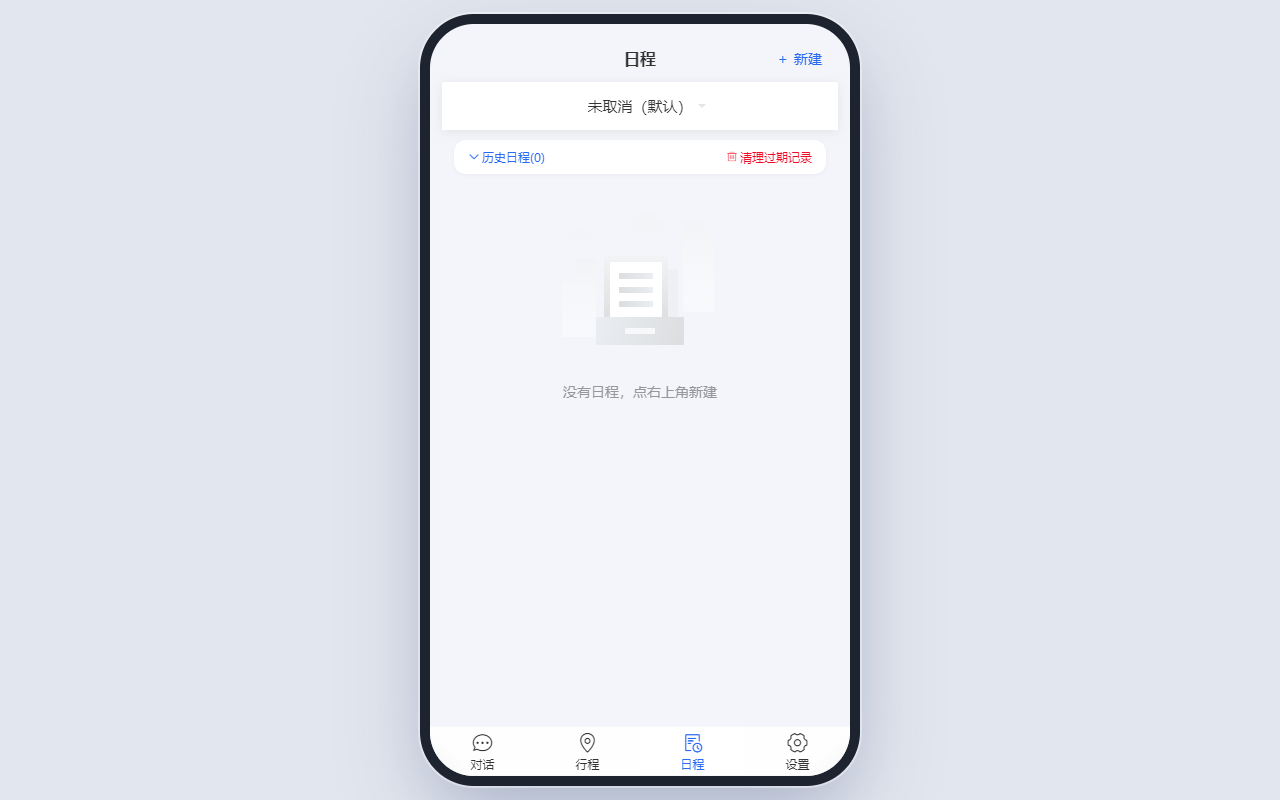 日程
+ 新建
未取消（默认）
历史日程(0)
清理过期记录
没有日程，点右上角新建
对话
行程
日程
设置